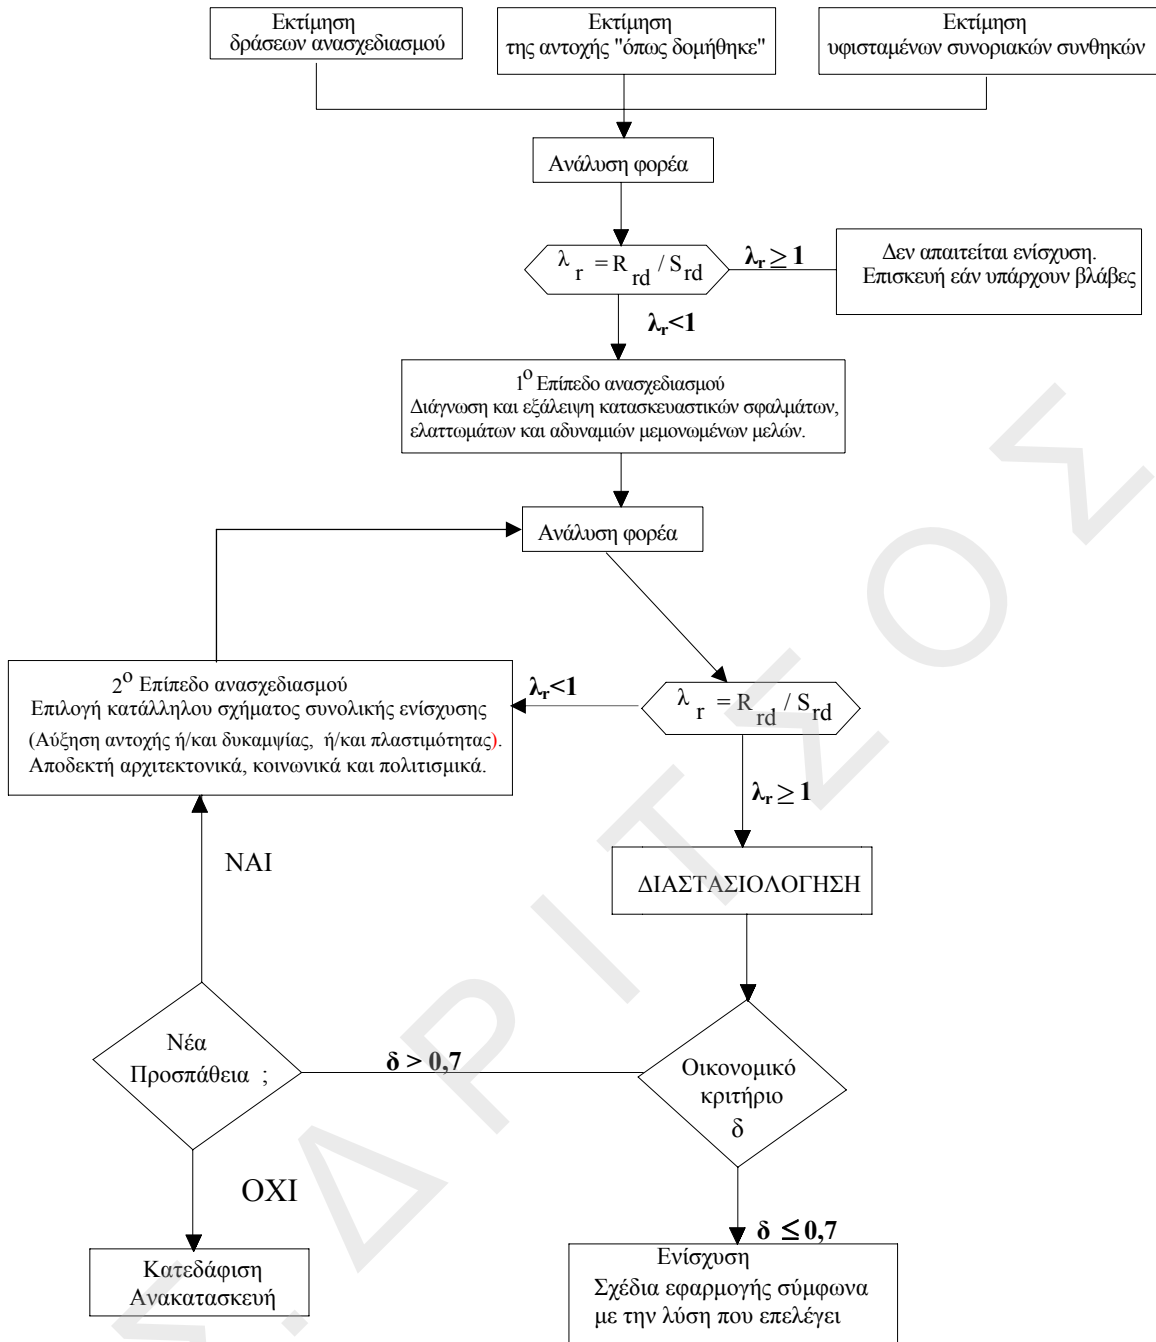 Εκτίμηση
δράσεων ανασχεδιασμού
Εκτίμηση
της αντοχής "όπως δομήθηκε"
Εκτίμηση
υφισταμένων συνοριακών συνθηκών
Ανάλυση φορέα
λ r = R rd / S rd
λr ≥ 1
Δεν απαιτείται ενίσχυση.
Επισκευή εάν υπάρχουν βλάβες
λr<1
1ο Επίπεδο ανασχεδιασμού
Διάγνωση και εξάλειψη κατασκευαστικών σφαλμάτων,
ελαττωμάτων και αδυναμιών μεμονωμένων μελών.
Ανάλυση φορέα
2ο Επίπεδο ανασχεδιασμού
Επιλογή κατάλληλου σχήματος συνολικής ενίσχυσης
(Αύξηση αντοχής ή/και δυκαμψίας, ή/και πλαστιμότητας).
Αποδεκτή αρχιτεκτονικά, κοινωνικά και πολιτισμικά.
λr<1
λ r = R rd / S rd
λr ≥ 1
ΝΑΙ
ΔΙΑΣΤΑΣΙΟΛΟΓΗΣΗ
Νέα
Προσπάθεια ;
δ > 0,7
Οικονομικό
κριτήριο
δ
ΟΧΙ
δ ≤ 0,7
Κατεδάφιση
Ανακατασκευή
Ενίσχυση
Σχέδια εφαρμογής σύμφωνα
με την λύση που επελέγει
Σ. ΔΡΙΤΣΟΣ